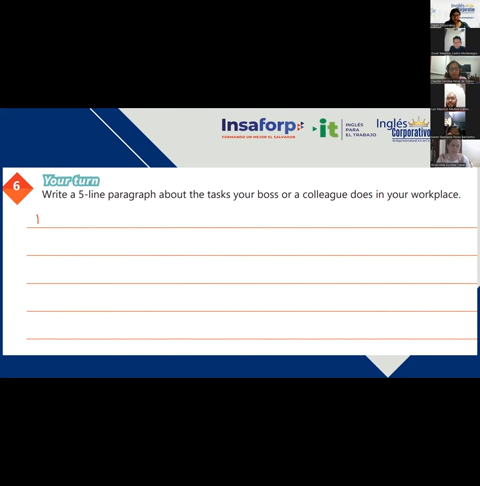 Insaforp
FORMANDO UN MEJOR EL SALVADOR
it
INGLÉS
PARA
EL TRABAJO
Inglés
Corporativo
6
Your turn
Write a 5-line paragraph about the tasks your boss or a colleague does in your workplace.